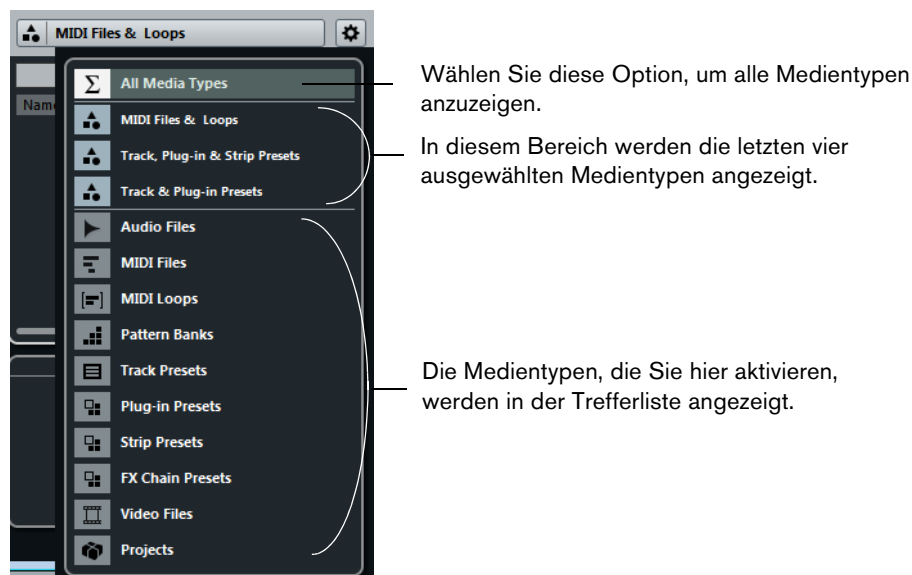 MIDI Files & Loops
Name
Σ All Media Types
MIDI Files & Loops
Track, Plug-in & Strip Presets
Track & Plug-in Presets
Audio Files
MIDI Files
MIDI Loops
Pattern Banks
Track Presets
Plug-in Presets
Strip Presets
FX Chain Presets
Video Files
Projects
Wählen Sie diese Option, um alle Medientypen
anzuzeigen.
In diesem Bereich werden die letzten vier
ausgewählten Medientypen angezeigt.
Die Medientypen, die Sie hier aktivieren,
werden in der Trefferliste angezeigt.